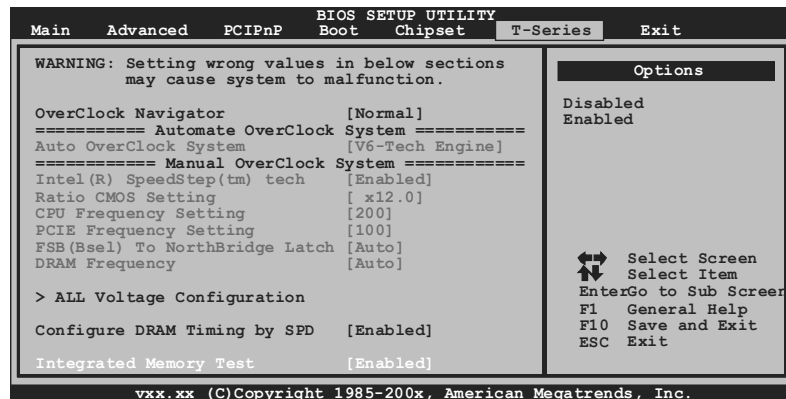 BIOS SETUP UTILITY
Main Advanced PCIPnP Boot Chipset T-Series Exit
WARNING: Setting wrong values in below sections
may cause system to malfunction.
OverClock Navigator [Normal]
=========== Automate OverClock System ===========
Auto OverClock System [V6-Tech Engine]
============ Manual OverClock System ============
Intel(R) SpeedStep(tm) tech [Enabled]
Ratio CMOS Setting [ x12.0]
CPU Frequency Setting [200]
PCIE Frequency Setting [100]
FSB(Bsel) To NorthBridge Latch [Auto]
DRAM Frequency [Auto]
> ALL Voltage Configuration
Configure DRAM Timing by SPD [Enabled]
Integrated Memory Test [Enabled]
Options
Disabled
Enabled
Select Screen
Select Item
EnterGo to Sub Screen
F1 General Help
F10 Save and Exit
ESC Exit
vxx.xx (C)Copyright 1985-200x, American Megatrends, Inc.